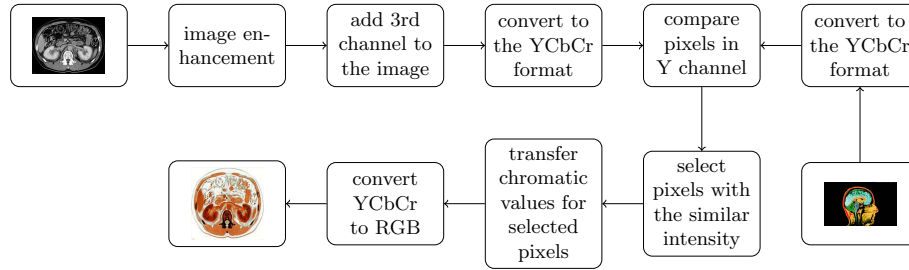 image en-
hancement
add 3rd
channel to
the image
convert to
the YCbCr
format
compare
pixels in
Y channel
convert to
the YCbCr
format
transfer
chromatic
values for
selected
pixels
convert
YCbCr
to RGB
select
pixels with
the similar
intensity